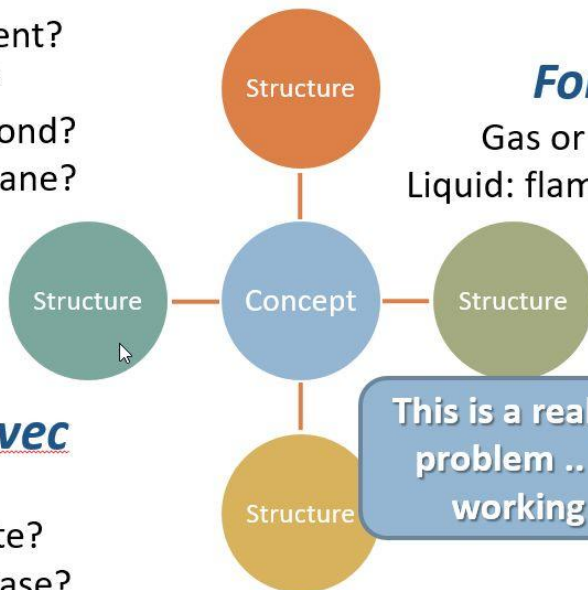 ent?
ond?
ane?
Structure
For
Gas or
Liquid: flam
Structure
Concept
Structure
vec
te?
ase?
Structure
This is a real
problem ..
working